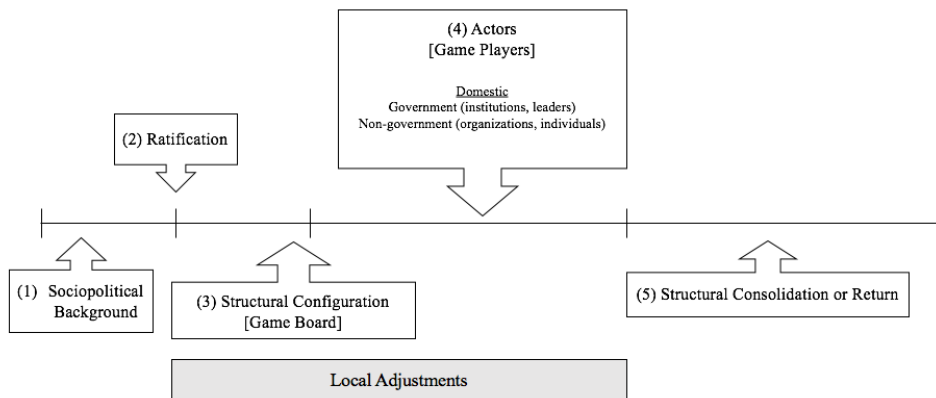 (4) Actors
[Game Players]
Domestic
Government (institutions, leaders)
Non-government (organizations, individuals)
(2) Ratification
(1) Sociopolitical
Background
(3) Structural Configuration
[Game Board]
(5) Structural Consolidation or Return
Local Adjustments